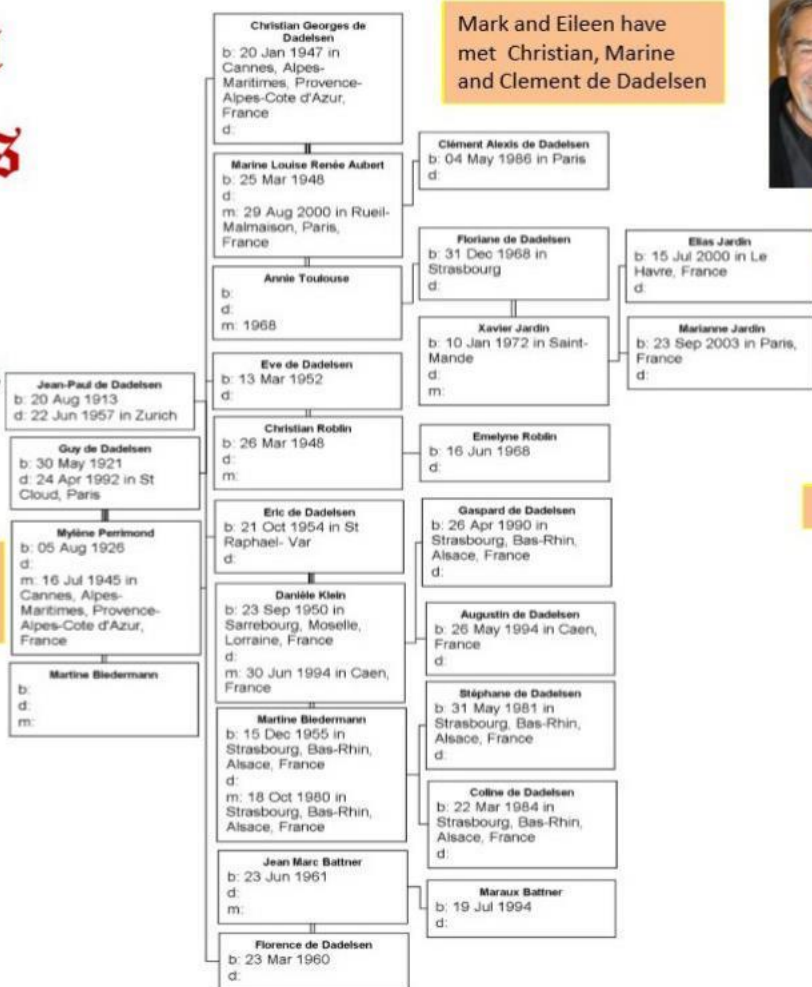 s
Mark and Eileen have
met Christian, Marine
and Clement de Dadelsen
Jean-Paul de Dadelsen
b: 20 Aug 1913
d: 22 Jun 1957 in Zurich
Guy de Dadelsen
b: 30 May 1921
d: 24 Apr 1992 in St
Cloud, Paris
Mylène Perrimond
b: 05 Aug 1926
d:
m: 16 Jul 1945 in
Cannes, Alpes-
Maritimes, Provence-
Alpes-Cote d'Azur,
France
Martine Biedermann
b:
d:
m:
Christian Georges de
Dadelsen
b: 20 Jan 1947 in
Cannes, Alpes-
Maritimes, Provence-
Alpes-Cote d'Azur,
France
d:
Marine Louise Renée Aubert
b: 25 Mar 1948
d:
m: 29 Aug 2000 in Rueil-
Malmaison, Paris,
France
Annie Toulouse
b:
d:
m: 1968
Eve de Dadelsen
b: 13 Mar 1952
d:
Christian Roblin
b: 26 Mar 1948
d:
m:
Eric de Dadelsen
b: 21 Oct 1954 in St
Raphael- Var
d:
Danièle Klein
b: 23 Sep 1950 in
Sarrebourg, Moselle,
Lorraine, France
d:
m: 30 Jun 1994 in Caen,
France
Martine Biedermann
b: 15 Dec 1955 in
Strasbourg, Bas-Rhin,
Alsace, France
d:
m: 18 Oct 1980 in
Strasbourg, Bas-Rhin,
Alsace, France
Jean Marc Battner
b: 23 Jun 1961
d:
m:
Florence de Dadelsen
b: 23 Mar 1960
d:
Clément Alexis de Dadelsen
b: 04 May 1986 in Paris
d:
Floriane de Dadelsen
b: 31 Dec 1968 in
Strasbourg
d:
Xavier Jardin
b: 10 Jan 1972 in Saint-
Mande
d:
m:
Emelyne Roblin
b: 16 Jun 1968
d:
Gaspard de Dadelsen
b: 26 Apr 1990 in
Strasbourg, Bas-Rhin,
Alsace, France
d:
Augustin de Dadelsen
b: 26 May 1994 in Caen,
France
d:
Stéphane de Dadelsen
b: 31 May 1981 in
Strasbourg, Bas-Rhin,
Alsace, France
d:
Coline de Dadelsen
b: 22 Mar 1984 in
Strasbourg, Bas-Rhin,
Alsace, France
d:
Maraux Battner
b: 19 Jul 1994
d:
Elias Jardin
b: 15 Jul 2000 in Le
Havre, France
d:
Marianne Jardin
b: 23 Sep 2003 in Paris,
France
d: